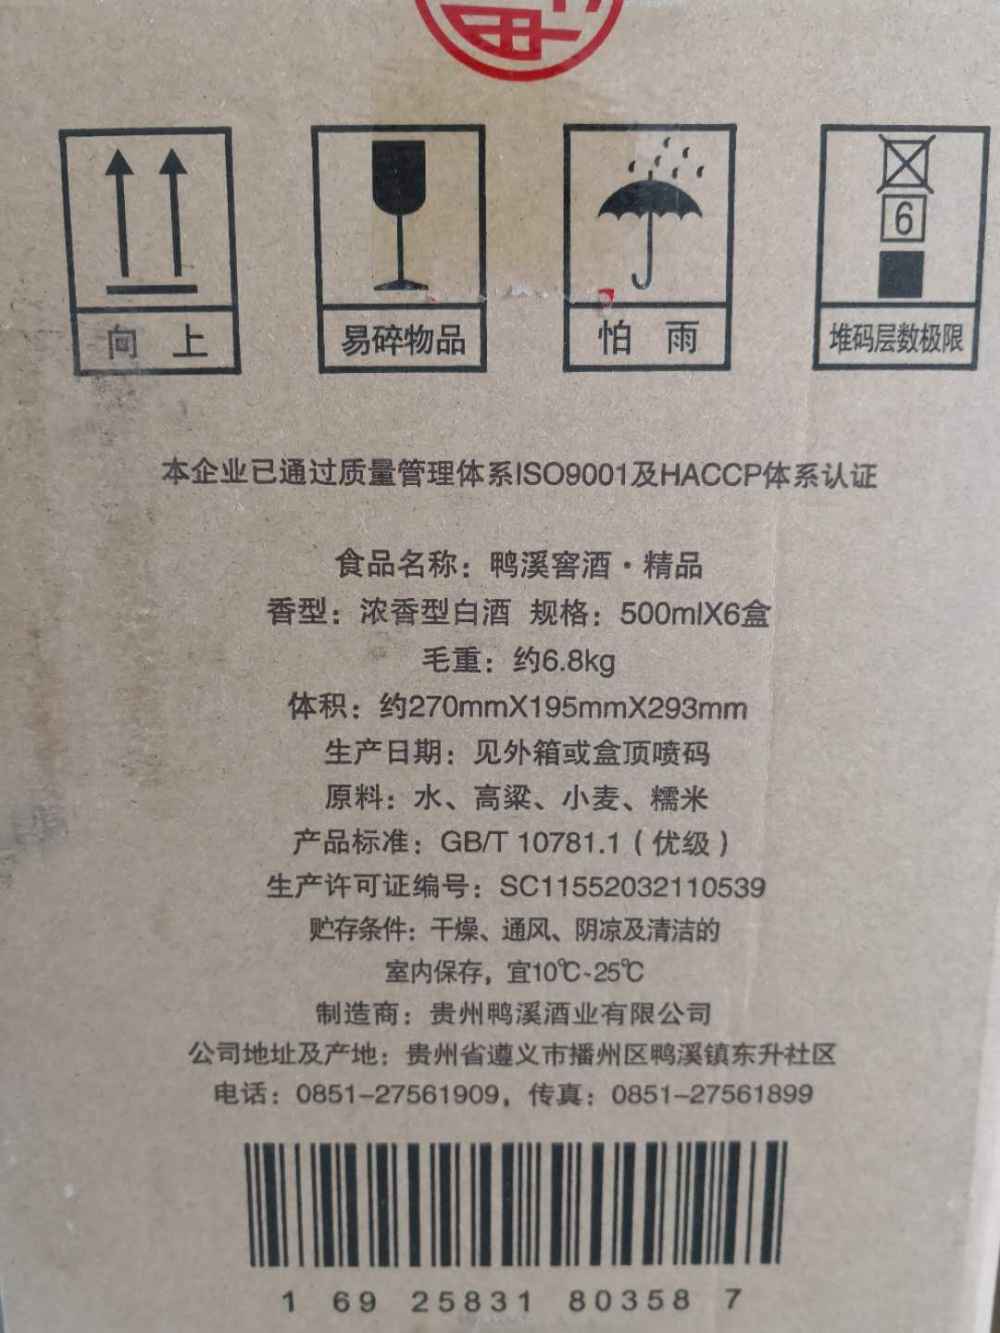 6
向 上
易碎物品
怕 雨
堆码层数极限
本企业已通过质量管理体系ISO9001及HACCP体系认证
食品名称：鸭溪窖酒·精品
香型：浓香型白酒 规格：500mlX6盒
毛重：约6.8kg
体积：约270mmX195mmX293mm
生产日期：见外箱或盒顶喷码
原料：水、高粱、小麦、糯米
产品标准：GB/T 10781.1（优级）
生产许可证编号：SC11552032110539
贮存条件：干燥、通风、阴凉及清洁的
室内保存，宜10℃-25℃
制造商：贵州鸭溪酒业有限公司
公司地址及产地：贵州省遵义市播州区鸭溪镇东升社区
电话：0851-27561909，传真：0851-27561899
1 69 25831 80358 7